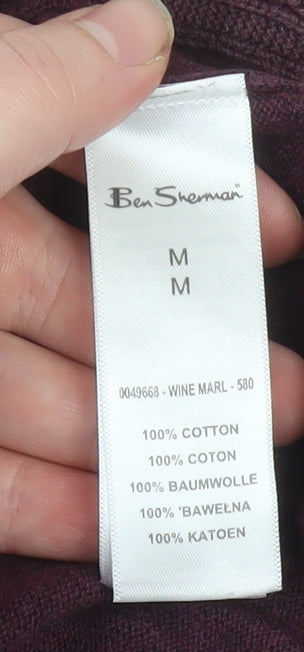 Ben Sherman
M
M
0049668 - WINE MARL - 580
100% COTTON
100% COTON
100% BAUMWOLLE
100% 'BAWEŁNA
100% KATOEN